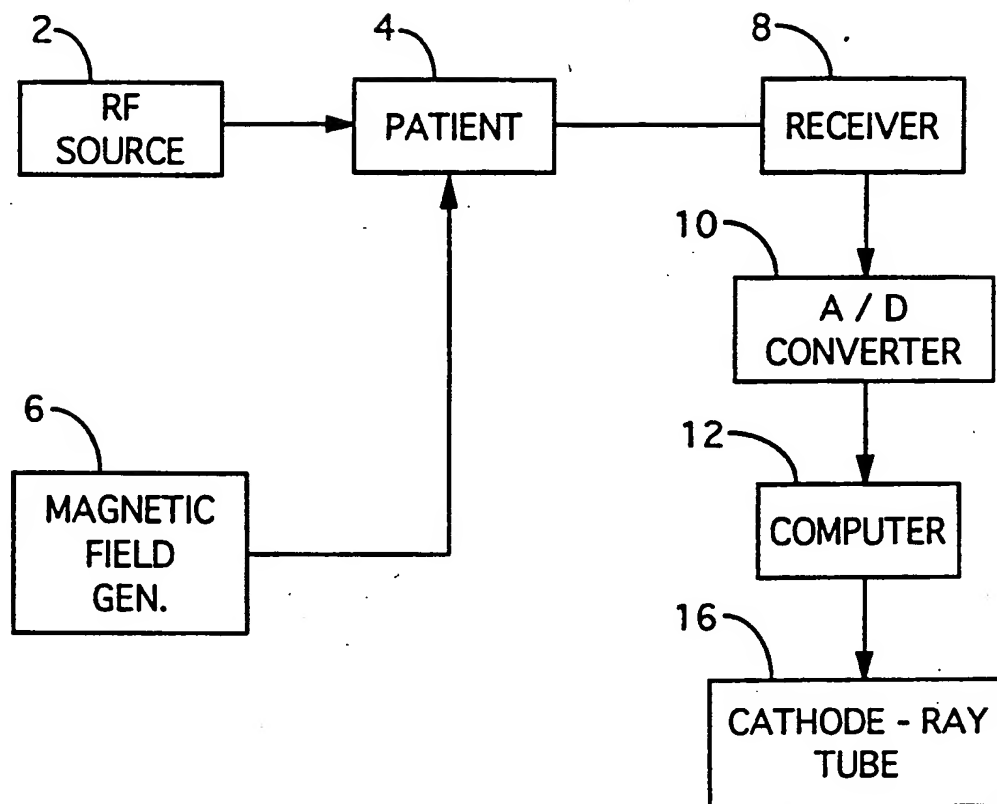 2
RF
SOURCE
4
PATIENT
8
RECEIVER
10
A / D
CONVERTER
6
MAGNETIC
FIELD
GEN.
12
COMPUTER
16
CATHODE - RAY
TUBE